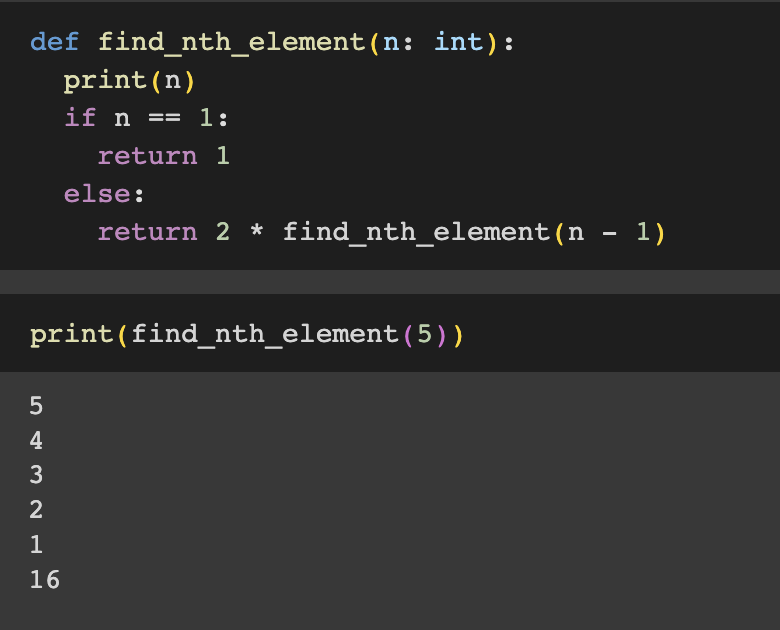 def find_nth_element(n: int):
  print(n)
  if n == 1:
    return 1
  else:
    return 2 * find_nth_element(n - 1)
print(find_nth_element(5))
5
4
3
2
1
16